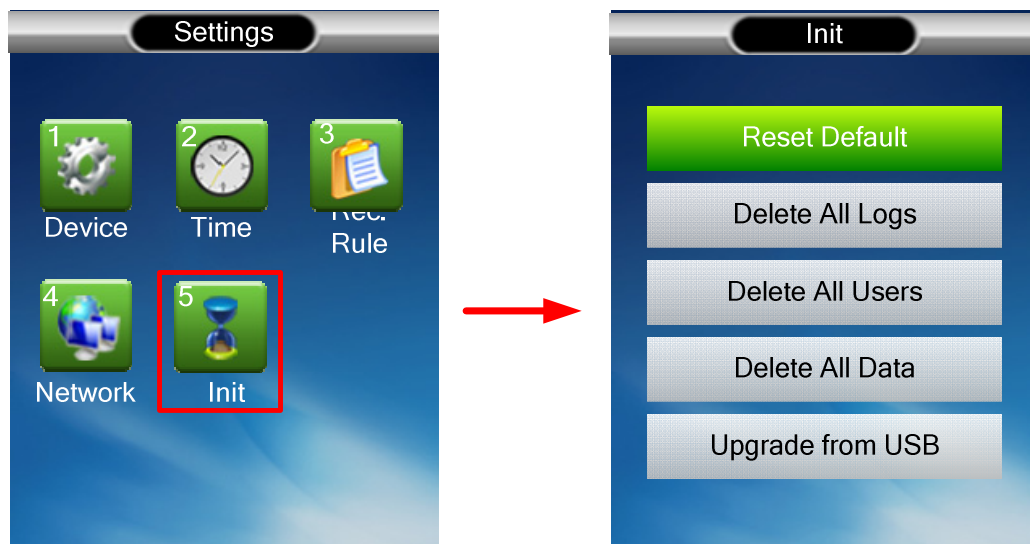 Settings
1
2
3
Device
Time
Rec.
Rule
4
5
Network
Init
Init
Reset Default
Delete All Logs
Delete All Users
Delete All Data
Upgrade from USB